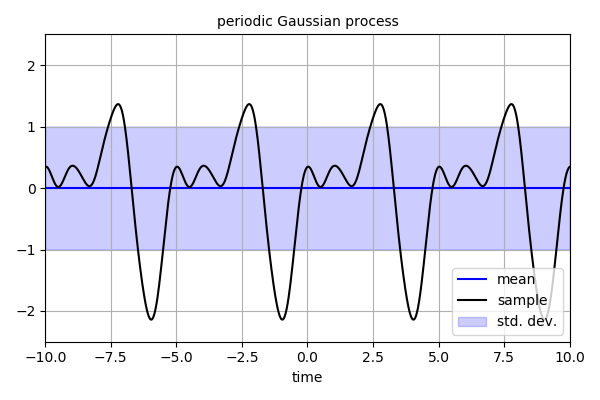 periodic Gaussian process
2
1
0
−1
−2
mean
sample
std. dev.
−10.0 −7.5 −5.0 −2.5 0.0 2.5 5.0 7.5 10.0
time